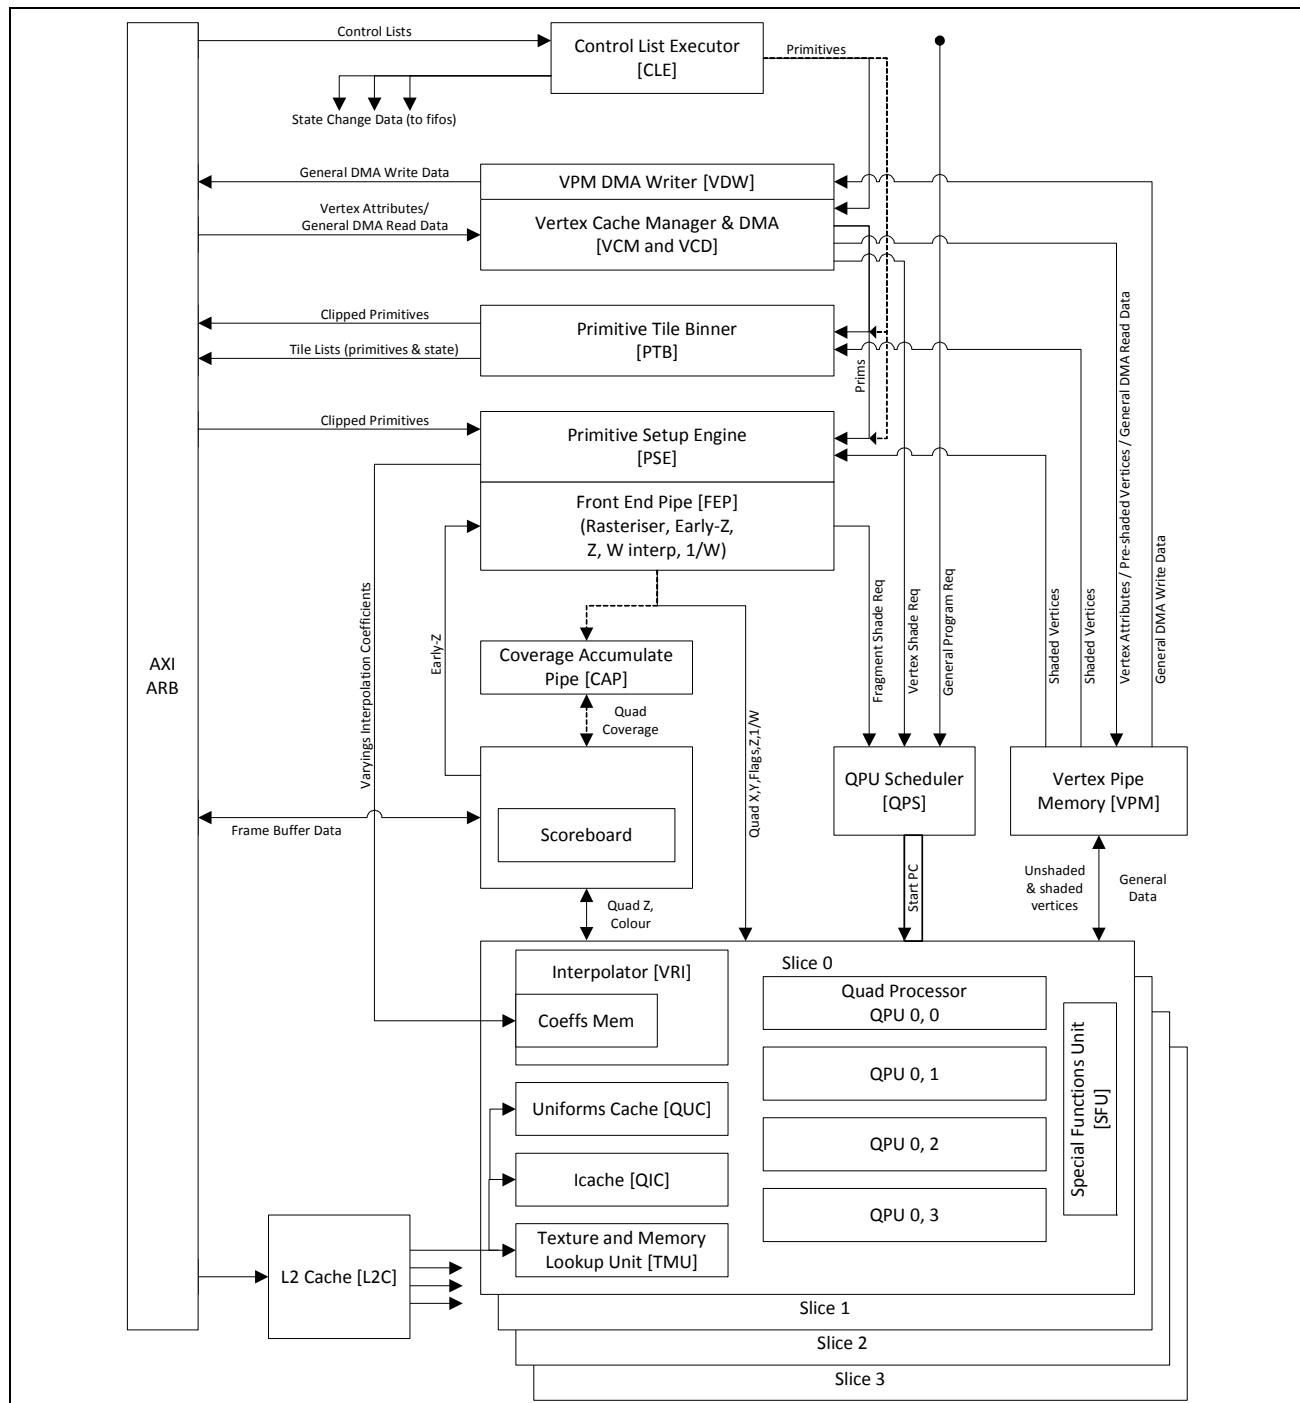 Control Lists
Control List Executor
[CLE]
Primitives
State Change Data (to fifos)
General DMA Write Data
VPM DMA Writer [VDW]
Vertex Attributes/
General DMA Read Data
Vertex Cache Manager & DMA
[VCM and VCD]
Clipped Primitives
Primitive Tile Binner
[PTB]
Tile Lists (primitives & state)
Prims
Clipped Primitives
Primitive Setup Engine
[PSE]
Front End Pipe [FEP]
(Rasteriser, Early-Z,
Z, W interp, 1/W)
AXI
ARB
Varyings Interpolation Coefficients
Early-Z
Coverage Accumulate
Pipe [CAP]
Quad
Coverage
Quad X,Y,Flags,Z,1/W
Fragment Shade Req
Vertex Shade Req
General Program Req
Shaded Vertices
Shaded Vertices
Vertex Attributes / Pre-shaded Vertices / General DMA Read Data
General DMA Write Data
QPU Scheduler
[QPS]
Vertex Pipe
Memory [VPM]
Frame Buffer Data
Scoreboard
Start PC
Unshaded
& shaded
vertices
General
Data
Quad Z,
Colour
Slice 0
Interpolator [VRI]
Coeffs Mem
Quad Processor
QPU 0, 0
QPU 0, 1
QPU 0, 2
QPU 0, 3
Special Functions Unit
[SFU]
Uniforms Cache [QUC]
Icache [QIC]
Texture and Memory
Lookup Unit [TMU]
L2 Cache [L2C]
Slice 1
Slice 2
Slice 3